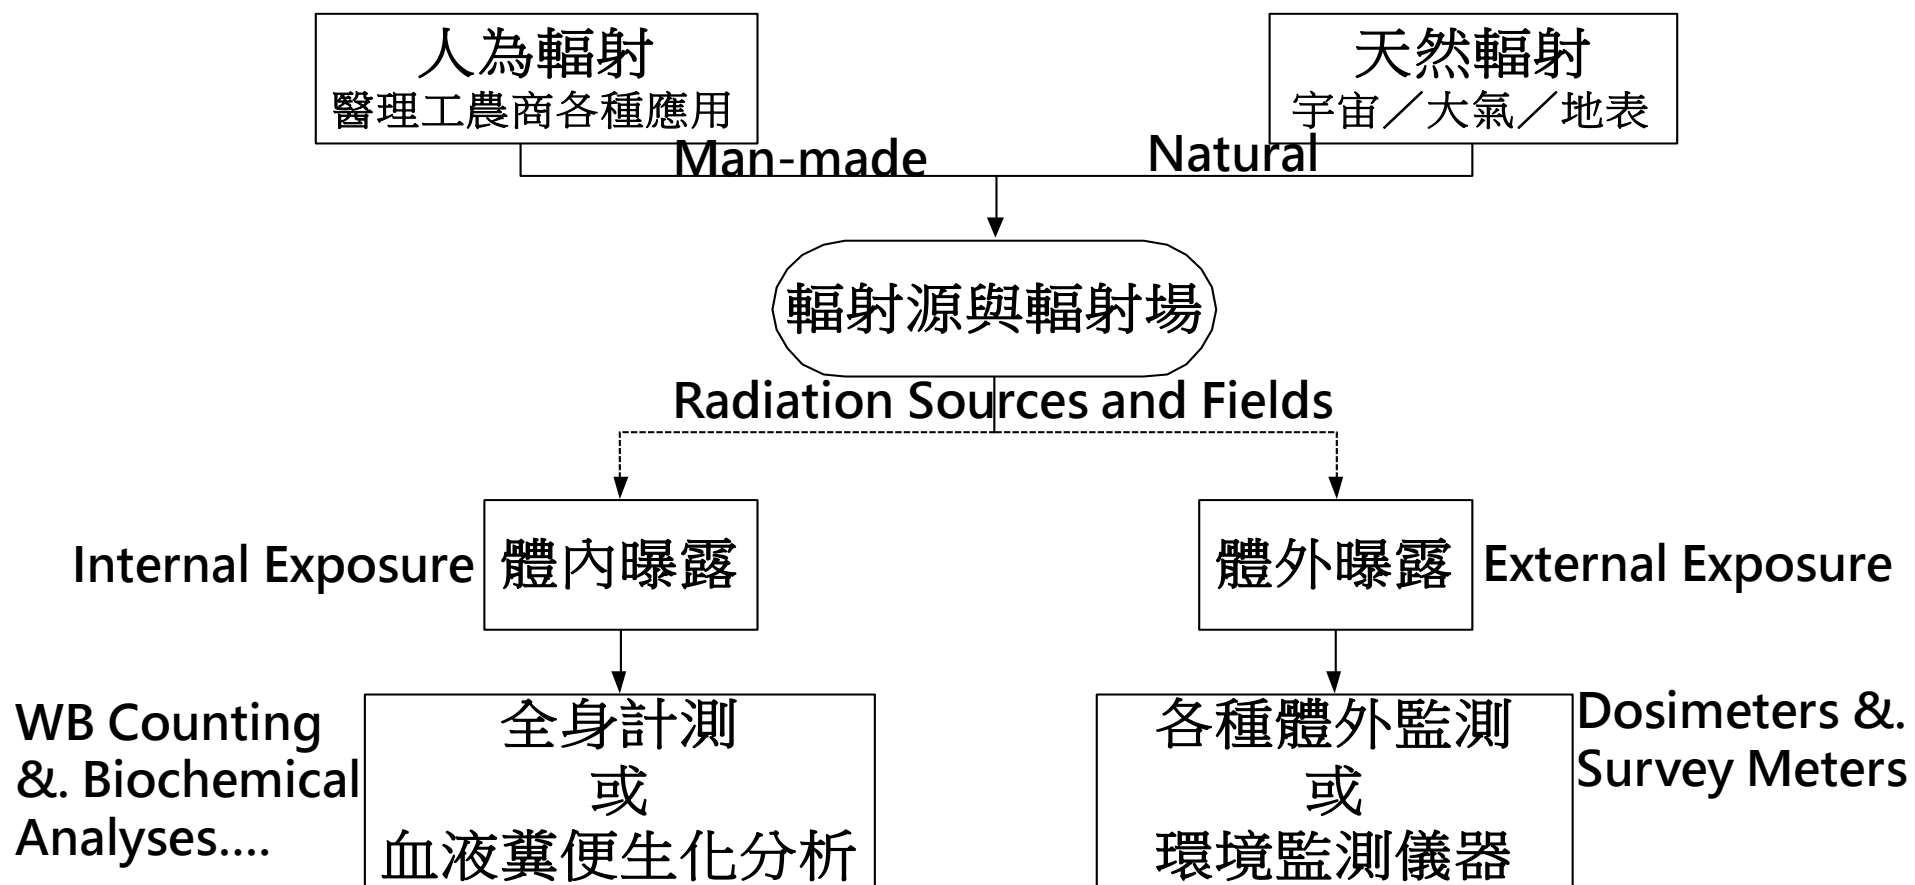 人為輻射
醫理工農商各種應用
天然輻射
宇宙／大氣／地表
Man-made
Natural
輻射源與輻射場
Radiation Sources and Fields
Internal Exposure
體內曝露
體外曝露
External Exposure
WB Counting
&. Biochemical
Analyses....
全身計測
或
血液糞便生化分析
各種體外監測
或
環境監測儀器
Dosimeters &.
Survey Meters